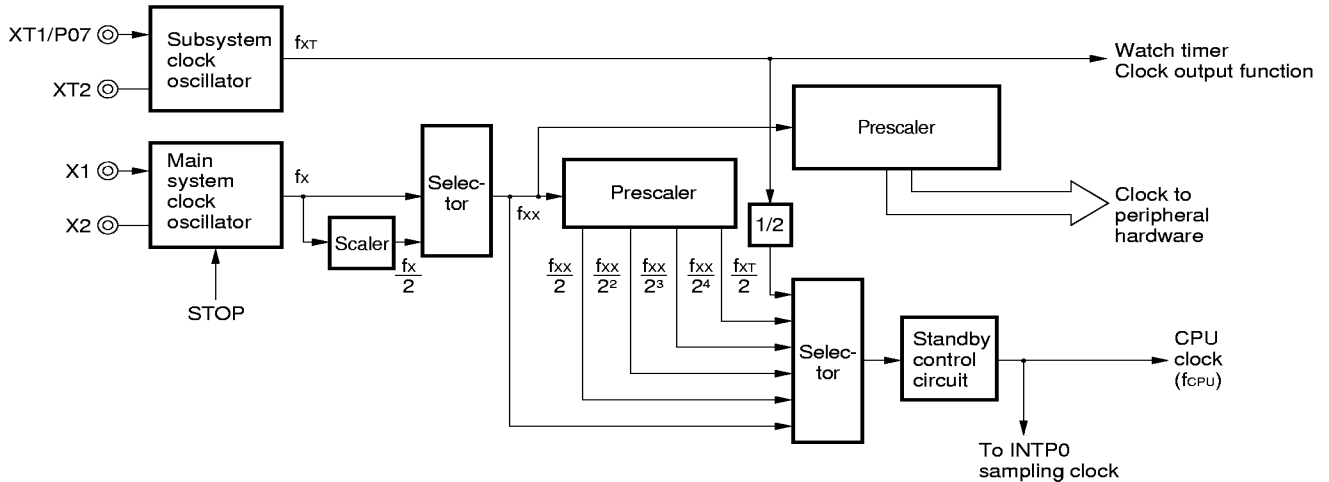 XT1/P07
XT2
Subsystem
clock
oscillator
fXT
Watch timer
Clock output function
X1
X2
Main
system
clock
oscillator
STOP
fX
Scaler
fX
2
Selec-
tor
fXX
Prescaler
Prescaler
Clock to
peripheral
hardware
1/2
fXX
2
fXX
2²
fXX
2³
fXX
2⁴
fXT
2
Selec-
tor
Standby
control
circuit
CPU
clock
(fCPU)
To INTP0
sampling clock